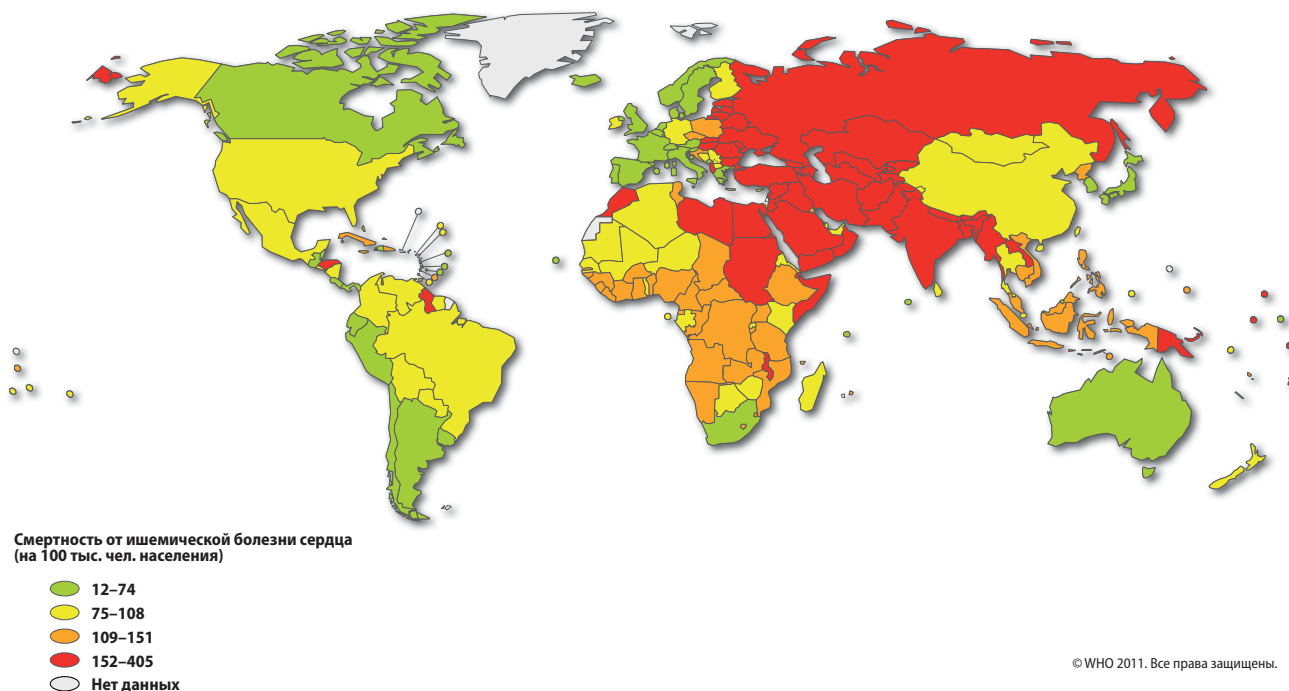 Смертность от ишемической болезни сердца
(на 100 тыс. чел. населения)
12–74
75–108
109–151
152–405
Нет данных
© WHO 2011. Все права защищены.